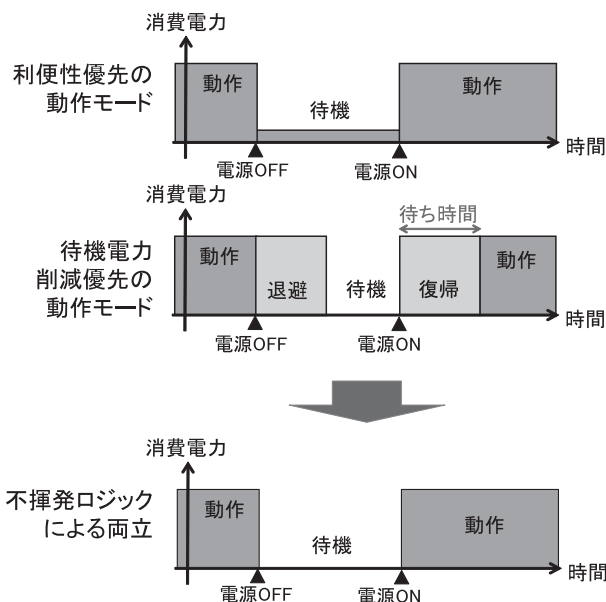 消費電力
利便性優先の
動作モード
動作
待機
動作
時間
電源OFF
電源ON
消費電力
待ち時間
待機電力
削減優先の
動作モード
動作
退避
待機
復帰
動作
時間
電源OFF
電源ON
消費電力
不揮発ロジック
による両立
動作
待機
動作
時間
電源OFF
電源ON